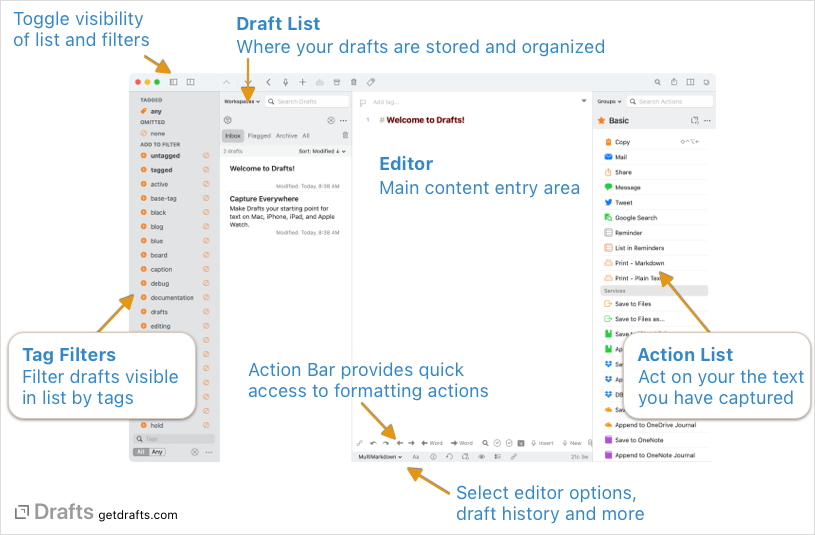 Toggle visibility
of list and filters
Draft List
Where your drafts are stored and organized
Workspaces
Search Drafts
Add tag...
Groups
Search Actions
TAGGED
any
OMITTED
none
ADD TO FILTER
untagged
tagged
active
base-tag
black
blog
blue
board
caption
debug
documentation
drafts
editing
hold
Tags
All Any
Inbox Flagged Archive All
2 drafts
Sort: Modified
Welcome to Drafts!
Modified: Today, 8:38 AM
Capture Everywhere
Make Drafts your starting point for
text on Mac, iPhone, iPad, and Apple
Watch.
Modified: Today, 8:38 AM
1 # Welcome to Drafts!
Editor
Main content entry area
Basic
Copy
Mail
Share
Message
Tweet
Google Search
Reminder
List in Reminders
Print - Markdown
Print - Plain Tex
Services
Save to Files
Save to Files as...
Save
App
Save
App
DB
Sav
Append to OneDrive Journal
Save to OneNote
Append to OneNote Journal
Tag Filters
Filter drafts visible
in list by tags
Action List
Act on your the text
you have captured
Action Bar provides quick
access to formatting actions
Word Word Insert New
MultiMarkdown Aa
21c 3w
Select editor options,
draft history and more
Drafts getdrafts.com